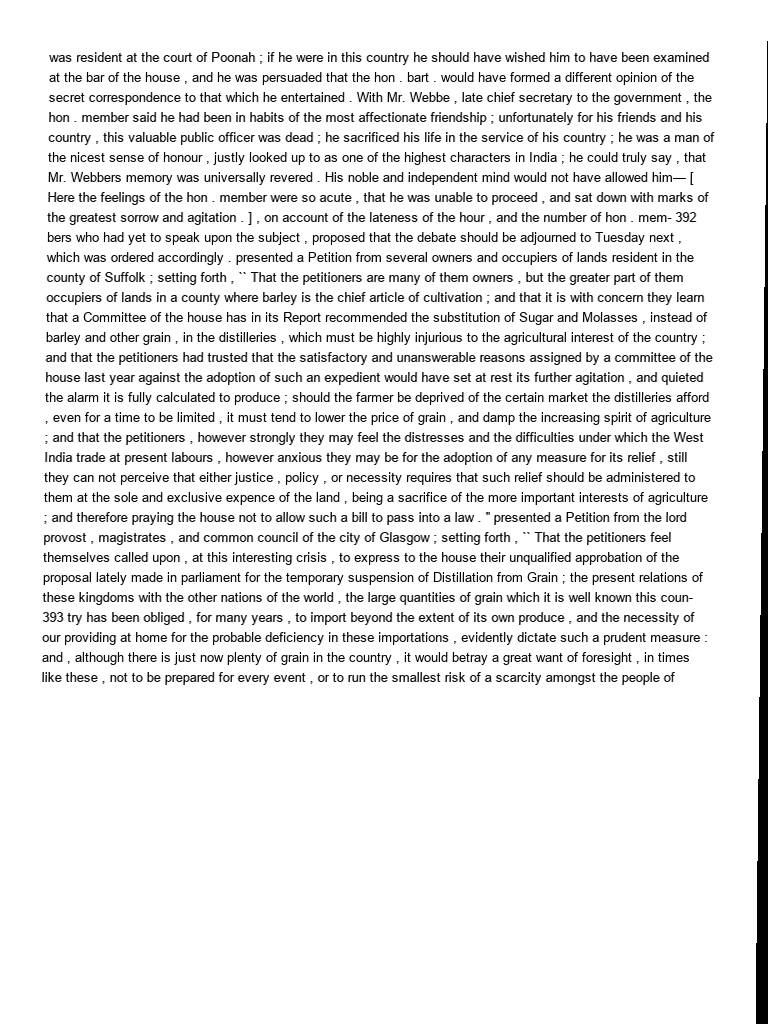 was resident at the court of Poonah ; if he were in this country he should have wished him to have been examined
at the bar of the house , and he was persuaded that the hon . bart . would have formed a different opinion of the
secret correspondence to that which he entertained . With Mr. Webbe , late chief secretary to the government , the
hon . member said he had been in habits of the most affectionate friendship ; unfortunately for his friends and his
country , this valuable public officer was dead ; he sacrificed his life in the service of his country ; he was a man of
the nicest sense of honour , justly looked up to as one of the highest characters in India ; he could truly say , that
Mr. Webbers memory was universally revered . His noble and independent mind would not have allowed him— [
Here the feelings of the hon . member were so acute , that he was unable to proceed , and sat down with marks of
the greatest sorrow and agitation . ] , on account of the lateness of the hour , and the number of hon . mem- 392
bers who had yet to speak upon the subject , proposed that the debate should be adjourned to Tuesday next ,
which was ordered accordingly . presented a Petition from several owners and occupiers of lands resident in the
county of Suffolk ; setting forth , `` That the petitioners are many of them owners , but the greater part of them
occupiers of lands in a county where barley is the chief article of cultivation ; and that it is with concern they learn
that a Committee of the house has in its Report recommended the substitution of Sugar and Molasses , instead of
barley and other grain , in the distilleries , which must be highly injurious to the agricultural interest of the country ;
and that the petitioners had trusted that the satisfactory and unanswerable reasons assigned by a committee of the
house last year against the adoption of such an expedient would have set at rest its further agitation , and quieted
the alarm it is fully calculated to produce ; should the farmer be deprived of the certain market the distilleries afford
, even for a time to be limited , it must tend to lower the price of grain , and damp the increasing spirit of agriculture
; and that the petitioners , however strongly they may feel the distresses and the difficulties under which the West
India trade at present labours , however anxious they may be for the adoption of any measure for its relief , still
they can not perceive that either justice , policy , or necessity requires that such relief should be administered to
them at the sole and exclusive expence of the land , being a sacrifice of the more important interests of agriculture
; and therefore praying the house not to allow such a bill to pass into a law . " presented a Petition from the lord
provost , magistrates , and common council of the city of Glasgow ; setting forth , `` That the petitioners feel
themselves called upon , at this interesting crisis , to express to the house their unqualified approbation of the
proposal lately made in parliament for the temporary suspension of Distillation from Grain ; the present relations of
these kingdoms with the other nations of the world , the large quantities of grain which it is well known this coun-
393 try has been obliged , for many years , to import beyond the extent of its own produce , and the necessity of
our providing at home for the probable deficiency in these importations , evidently dictate such a prudent measure :
and , although there is just now plenty of grain in the country , it would betray a great want of foresight , in times
like these , not to be prepared for every event , or to run the smallest risk of a scarcity amongst the people of